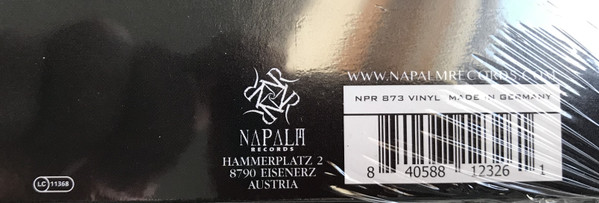 WWW.NAPALMRECORDS.COM
NPR 873 VINYL MADE IN GERMANY
NAPALM
RECORDS
HAMMERPLATZ 2
8790 EISENERZ
AUSTRIA
8 40588 12326 1
LC 11368